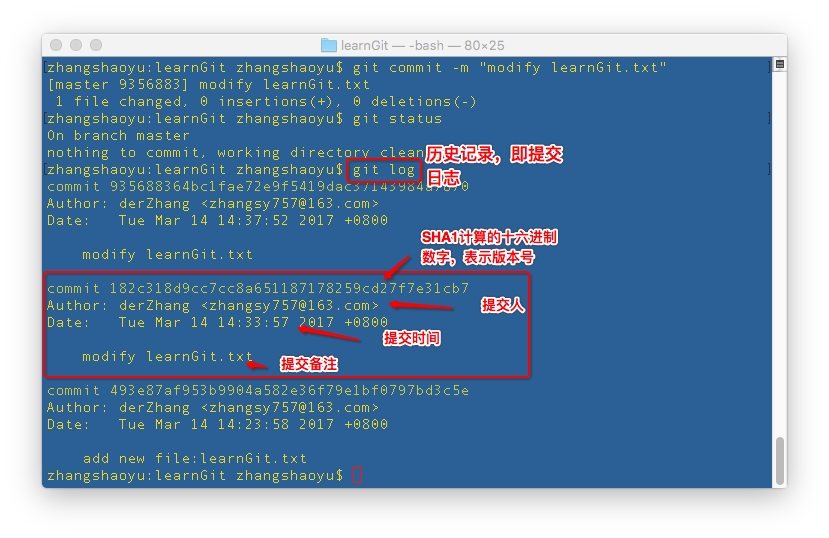 learnGit — -bash — 80×25
[zhangshaoyu:learnGit zhangshaoyu$ git commit -m "modify learnGit.txt"]
[master 9356883] modify learnGit.txt
1 file changed, 0 insertions(+), 0 deletions(-)
[zhangshaoyu:learnGit zhangshaoyu$ git status]
On branch master
nothing to commit, working directory clean
历史记录，即提交
日志
[zhangshaoyu:learnGit zhangshaoyu$ git log]
commit 935688364bc1fae72e9f5419dac37143984a7870
Author: derZhang <zhangsy757@163.com>
Date: Tue Mar 14 14:37:52 2017 +0800
modify learnGit.txt
SHA1计算的十六进制
数字，表示版本号
commit 182c318d9cc7cc8a651187178259cd27f7e31cb7
Author: derZhang <zhangsy757@163.com>
提交人
Date: Tue Mar 14 14:33:57 2017 +0800
提交时间
modify learnGit.txt
提交备注
commit 493e87af953b9904a582e36f79e1bf0797bd3c5e
Author: derZhang <zhangsy757@163.com>
Date: Tue Mar 14 14:23:58 2017 +0800
add new file:learnGit.txt
zhangshaoyu:learnGit zhangshaoyu$